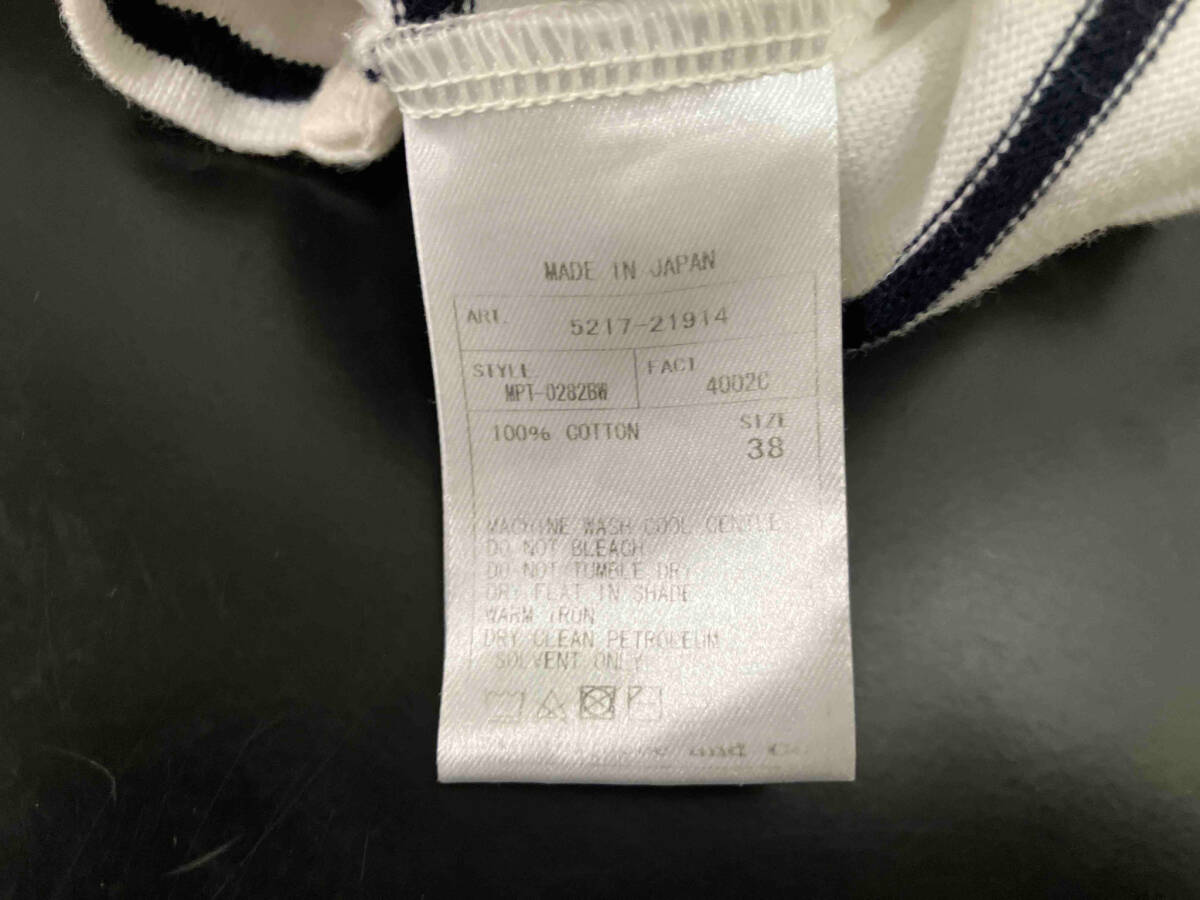 MADE IN JAPAN
ART. 5217-21914
STYLE FACT
MPT-0282BW 4002C
100% COTTON SIZE
38
MACHINE WASH COOL GENTLE
DO NOT BLEACH
DO NOT TUMBLE DRY
DRY FLAT IN SHADE
WARM IRON
DRY CLEAN PETROLEUM
SOLVENT ONLY
and